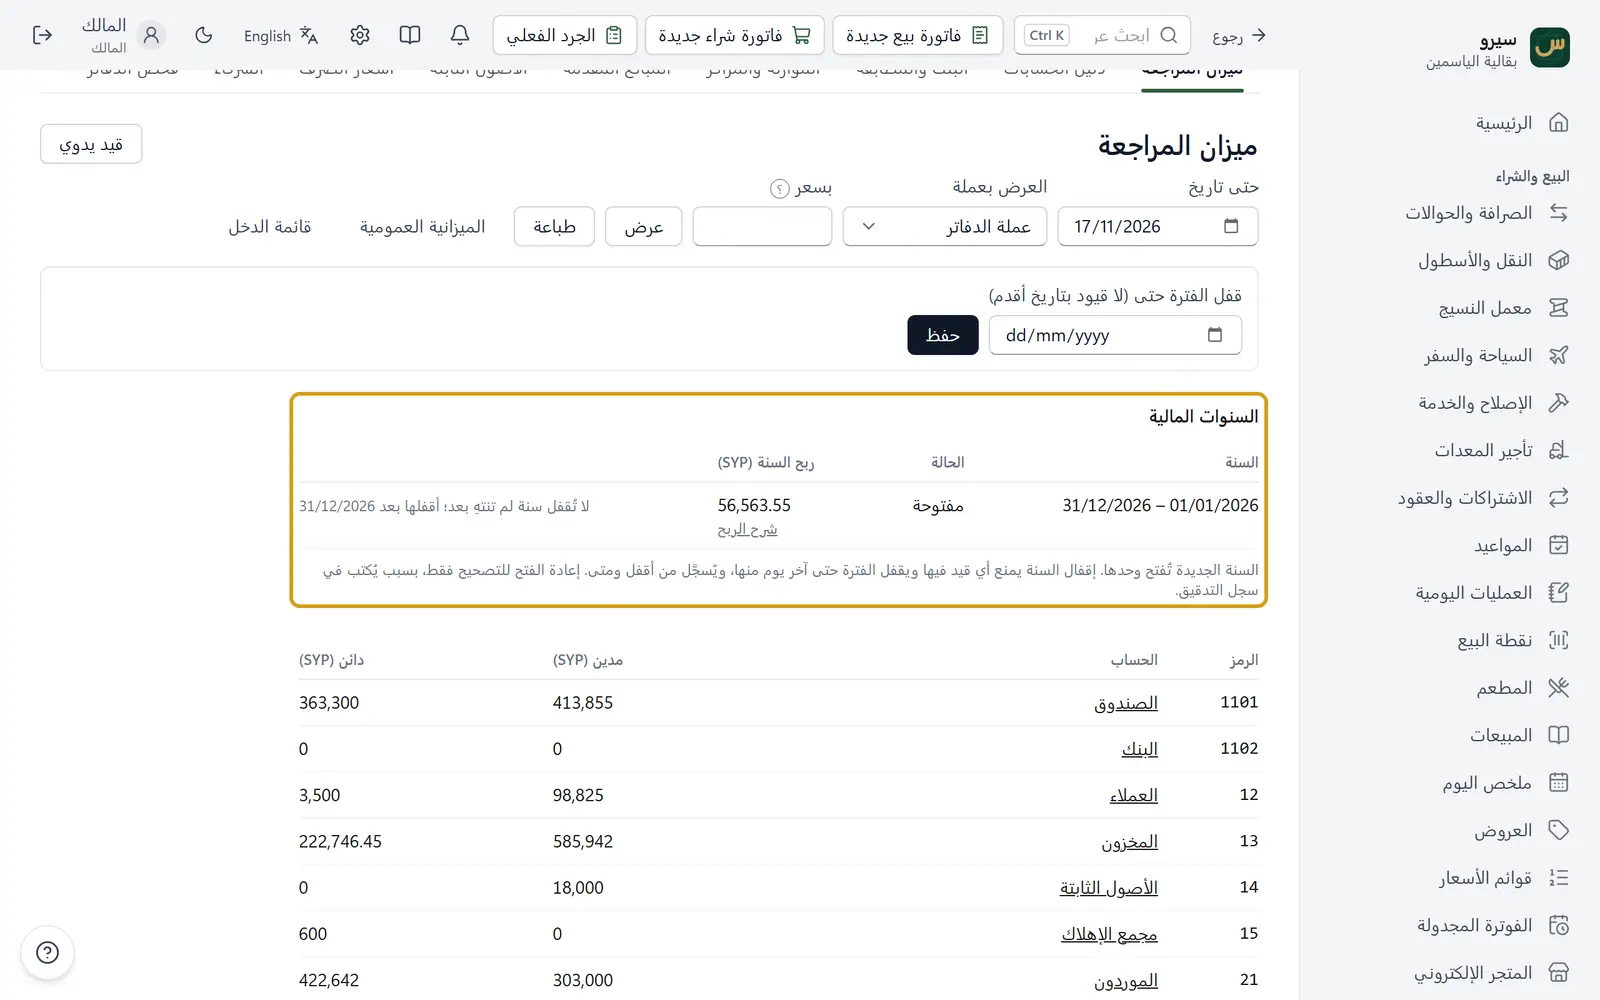 سيرو
بقالية الياسمين
رجوع
ابحث عر
Ctrl K
فاتورة بيع جديدة
فاتورة شراء جديدة
الجرد الفعلي
English
المالك
المالك
الرئيسية
البيع والشراء
الصرافة والحوالات
النقل والأسطول
معمل النسيج
السياحة والسفر
الإصلاح والخدمة
تأجير المعدات
الاشتراكات والعقود
المواعيد
العمليات اليومية
نقطة البيع
المطعم
المبيعات
ملخص اليوم
العروض
قوائم الأسعار
الفوترة المجدولة
المتجر الإلكتروني
ميزان المراجعة
دليل الحسابات
ميزان المراجعة
قيد يدوي
حتى تاريخ
العرض بعملة
بسعر ؟
17/11/2026
عملة الدفاتر
عرض
طباعة
الميزانية العمومية
قائمة الدخل
قفل الفترة حتى (لا قيود بتاريخ أقدم)
dd/mm/yyyy
حفظ
السنوات المالية
السنة الحالة ربح السنة (SYP)
01/01/2026 – 31/12/2026 مفتوحة 56,563.55 لا تُقفل سنة لم تنتهِ بعد؛ أقفلها بعد 31/12/2026
شرح الربح
السنة الجديدة تُفتح وحدها. إقفال السنة يمنع أي قيد فيها ويقفل الفترة حتى آخر يوم منها، ويُسجَّل من أقفل ومتى. إعادة الفتح للتصحيح فقط، بسبب يُكتب في
سجل التدقيق.
الرمز الحساب مدين (SYP) دائن (SYP)
1101 الصندوق 413,855 363,300
1102 البنك 0 0
12 العملاء 98,825 3,500
13 المخزون 585,942 222,746.45
14 الأصول الثابتة 18,000 0
15 مجمع الإهلاك 0 600
21 الموردون 303,000 422,642